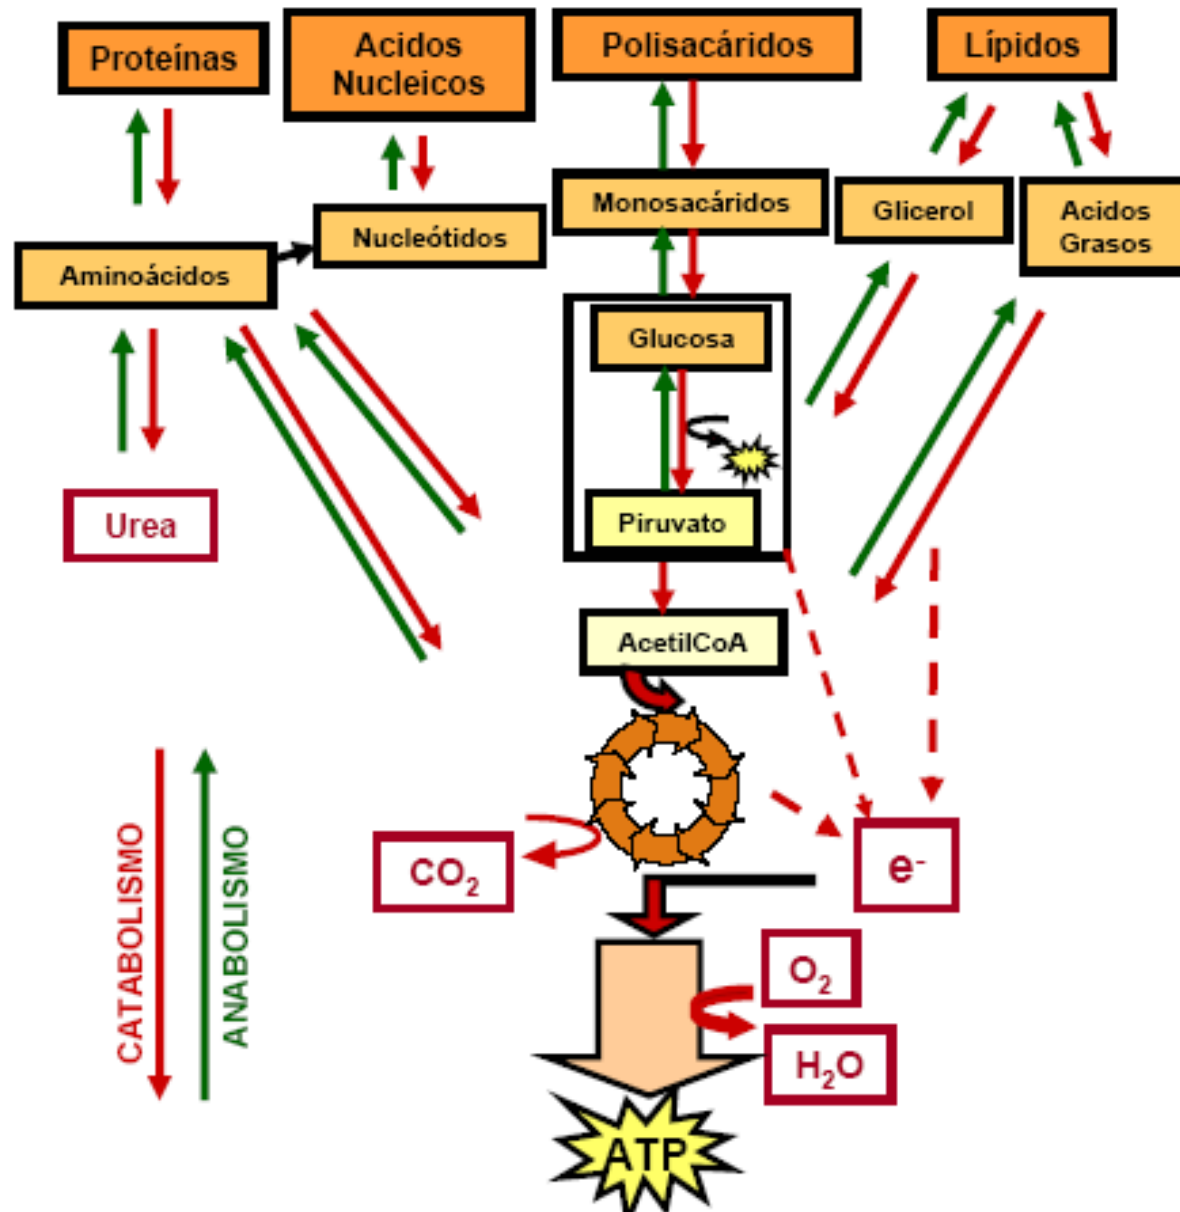 Proteínas
Acidos
Nucleicos
Polisacáridos
Lípidos
Monosacáridos
Glicerol
Acidos
Grasos
Nucleótidos
Aminoácidos
Glucosa
Urea
Piruvato
AcetilCoA
CATABOLISMO
ANABOLISMO
CO₂
e⁻
O₂
H₂O
ATP